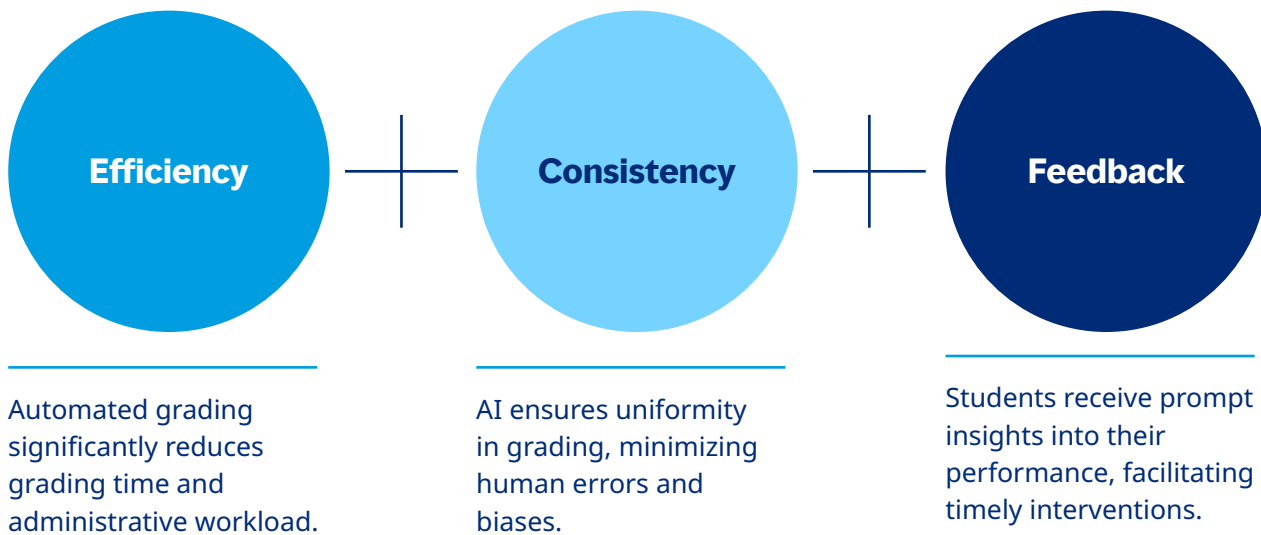 Efficiency
Consistency
Feedback
Automated grading
significantly reduces
grading time and
administrative workload.
AI ensures uniformity
in grading, minimizing
human errors and
biases.
Students receive prompt
insights into their
performance, facilitating
timely interventions.